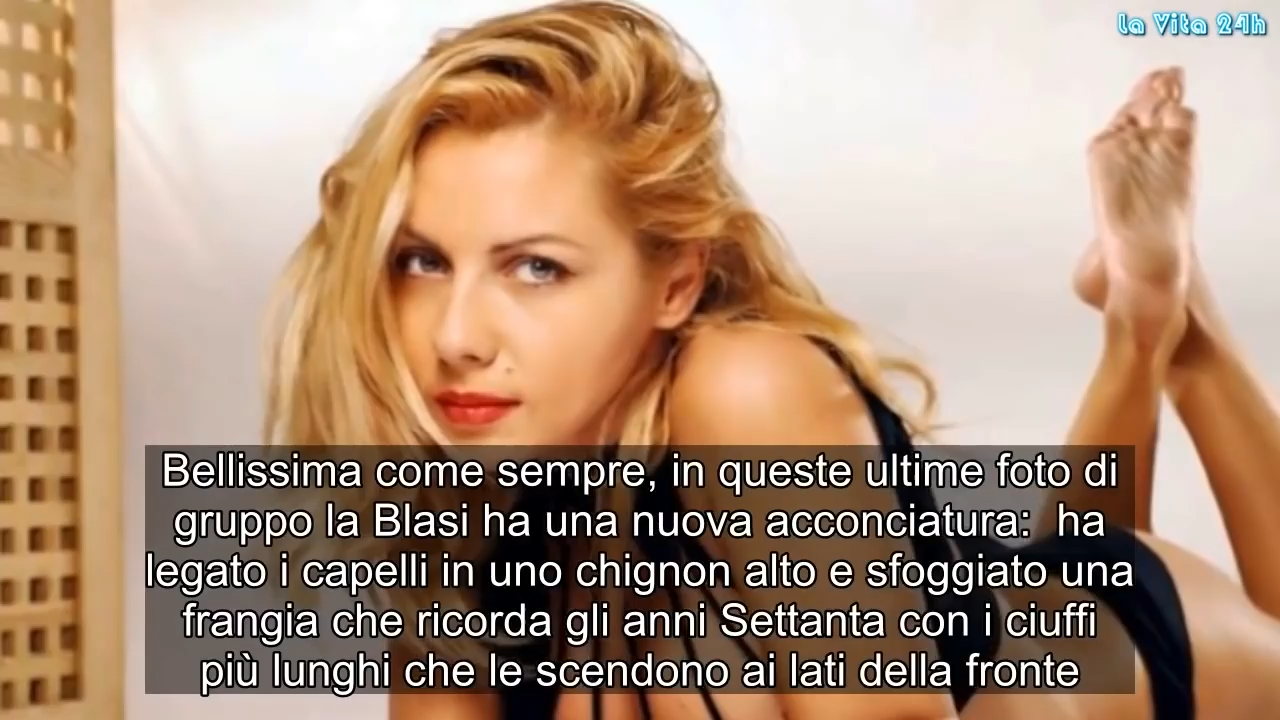 la Vita 24h
Bellissima come sempre, in queste ultime foto di
gruppo la Blasi ha una nuova acconciatura:  ha
legato i capelli in uno chignon alto e sfoggiato una
frangia che ricorda gli anni Settanta con i ciuffi
più lunghi che le scendono ai lati della fronte